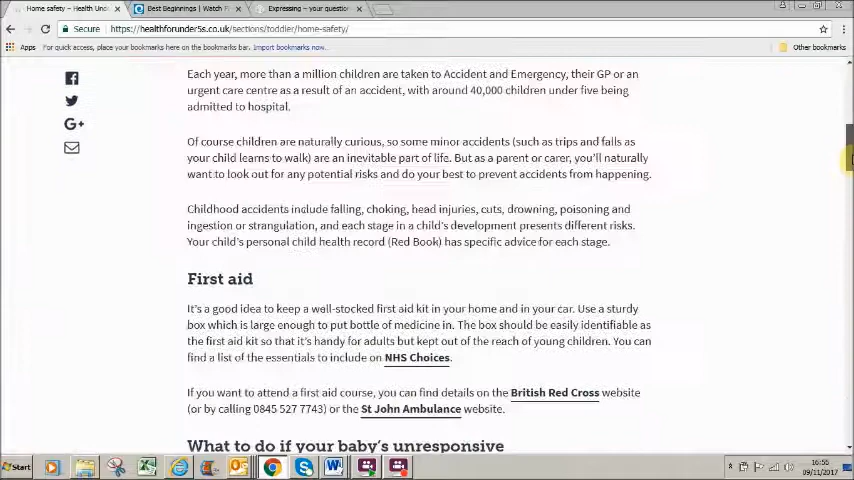 Home safety – Health Und
Best Beginnings | Watch F
Expressing – your question
Secure
https://healthforunder5s.co.uk/sections/toddler/home-safety/
Apps
For quick access, place your bookmarks here on the bookmarks bar. Import bookmarks now...
Other bookmarks
Each year, more than a million children are taken to Accident and Emergency, their GP or an
urgent care centre as a result of an accident, with around 40,000 children under five being
admitted to hospital.
Of course children are naturally curious, so some minor accidents (such as trips and falls as
your child learns to walk) are an inevitable part of life. But as a parent or carer, you'll naturally
want to look out for any potential risks and do your best to prevent accidents from happening.
Childhood accidents include falling, choking, head injuries, cuts, drowning, poisoning and
ingestion or strangulation, and each stage in a child's development presents different risks.
Your child's personal child health record (Red Book) has specific advice for each stage.
First aid
It's a good idea to keep a well-stocked first aid kit in your home and in your car. Use a sturdy
box which is large enough to put bottle of medicine in. The box should be easily identifiable as
the first aid kit so that it's handy for adults but kept out of the reach of young children. You can
find a list of the essentials to include on NHS Choices.
If you want to attend a first aid course, you can find details on the British Red Cross website
(or by calling 0845 527 7743) or the St John Ambulance website.
What to do if your baby's unresponsive
Start
16:55
09/11/2017